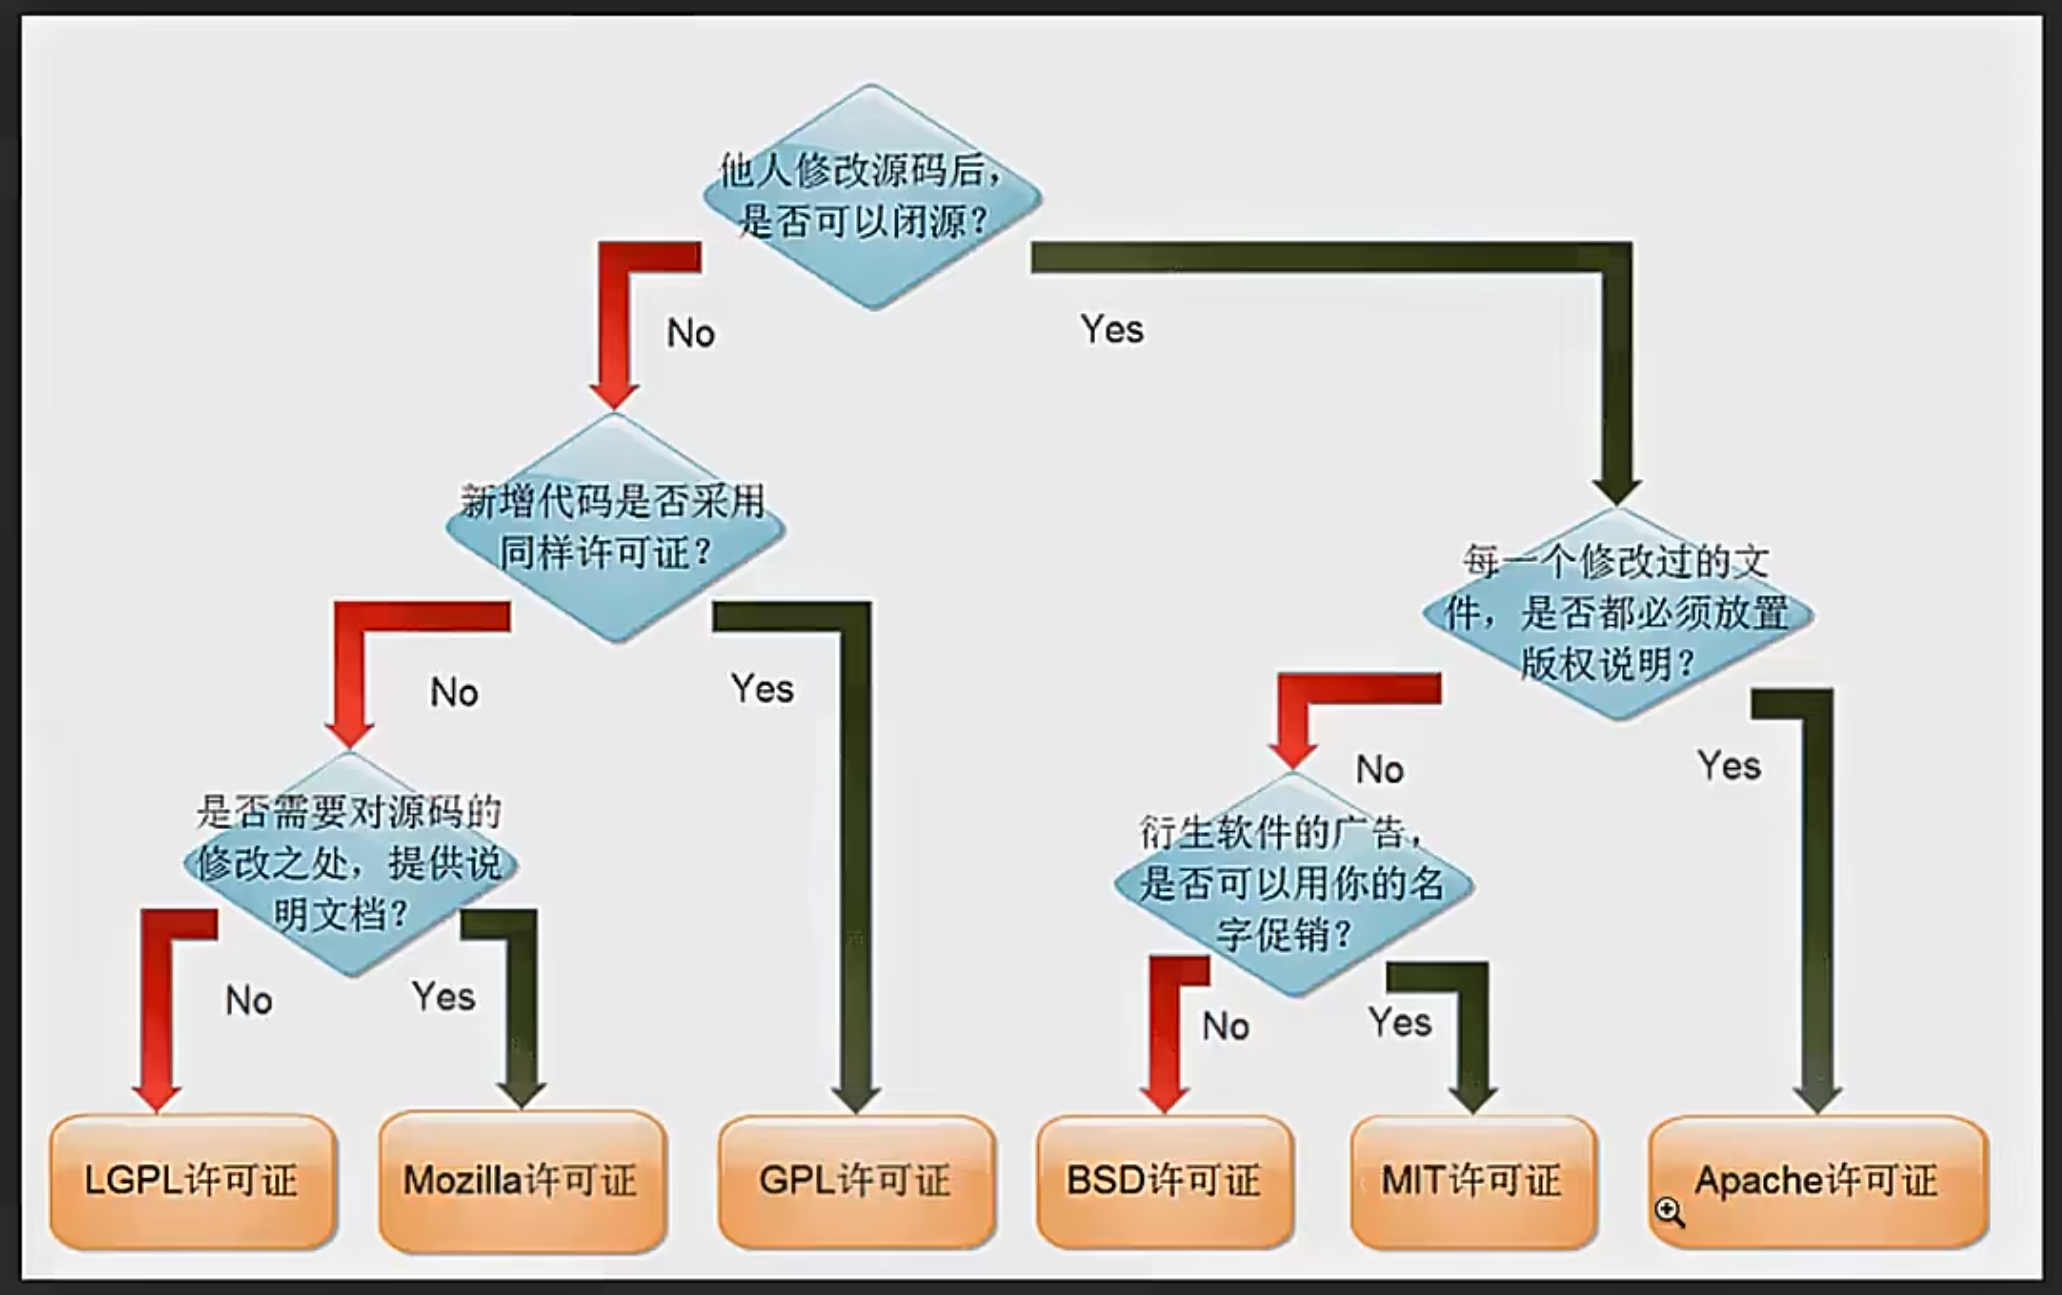 他人修改源码后，
是否可以闭源？
No
Yes
新增代码是否采用
同样许可证？
每一个修改过的文
件，是否都必须放置
版权说明？
No
Yes
No
Yes
是否需要对源码的
修改之处，提供说
明文档？
衍生软件的广告，
是否可以用你的名
字促销？
No
Yes
No
Yes
LGPL许可证
Mozilla许可证
GPL许可证
BSD许可证
MIT许可证
Apache许可证